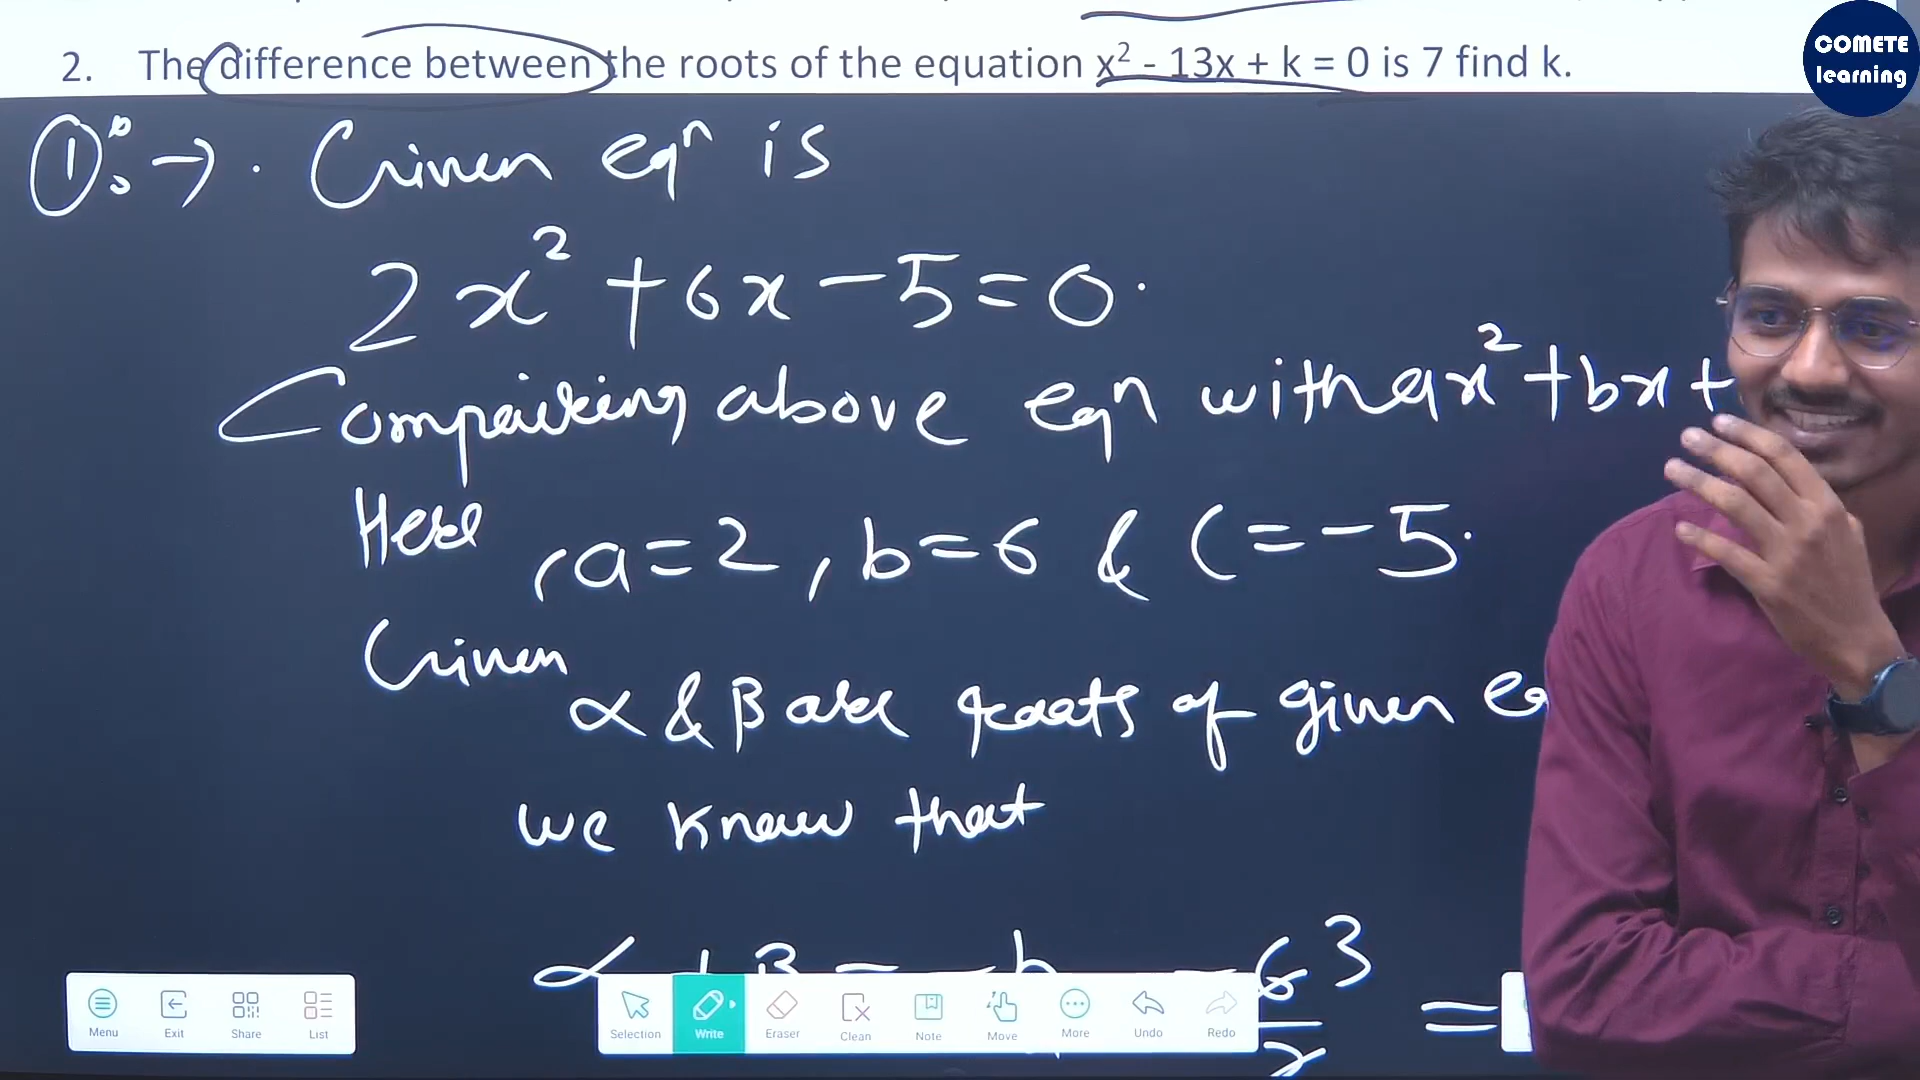 COMETE
learning
2. The difference between the roots of the equation x² - 13x + k = 0 is 7 find k.
① :→ . Given eqⁿ is
2x² + 6x - 5 = 0.
above eqⁿ with ax² + bx +
Here , a = 2 , b = 6 & c = -5.
Given
α & β are roots of given eq
we know that
α + β = -b - 6 3
=
2
Menu Exit Share List Selection Write Eraser Clean Note Move More Undo Redo